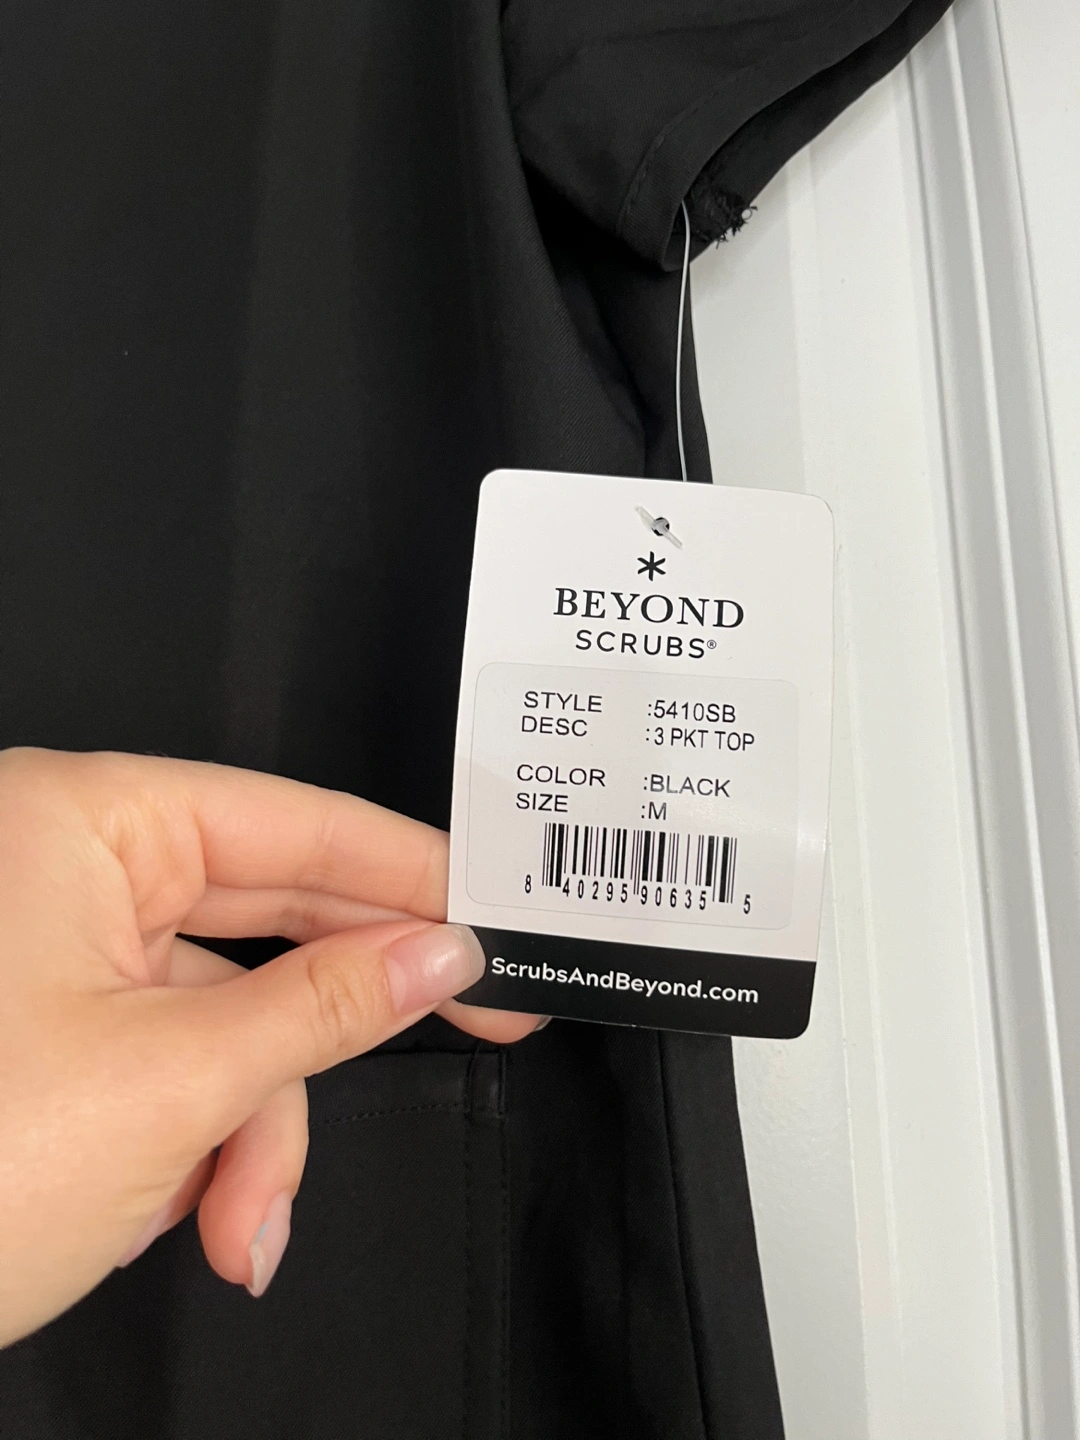 BEYOND
SCRUBS®
STYLE :5410SB
DESC :3 PKT TOP
COLOR :BLACK
SIZE :M
8 40295 90635 5
ScrubsAndBeyond.com